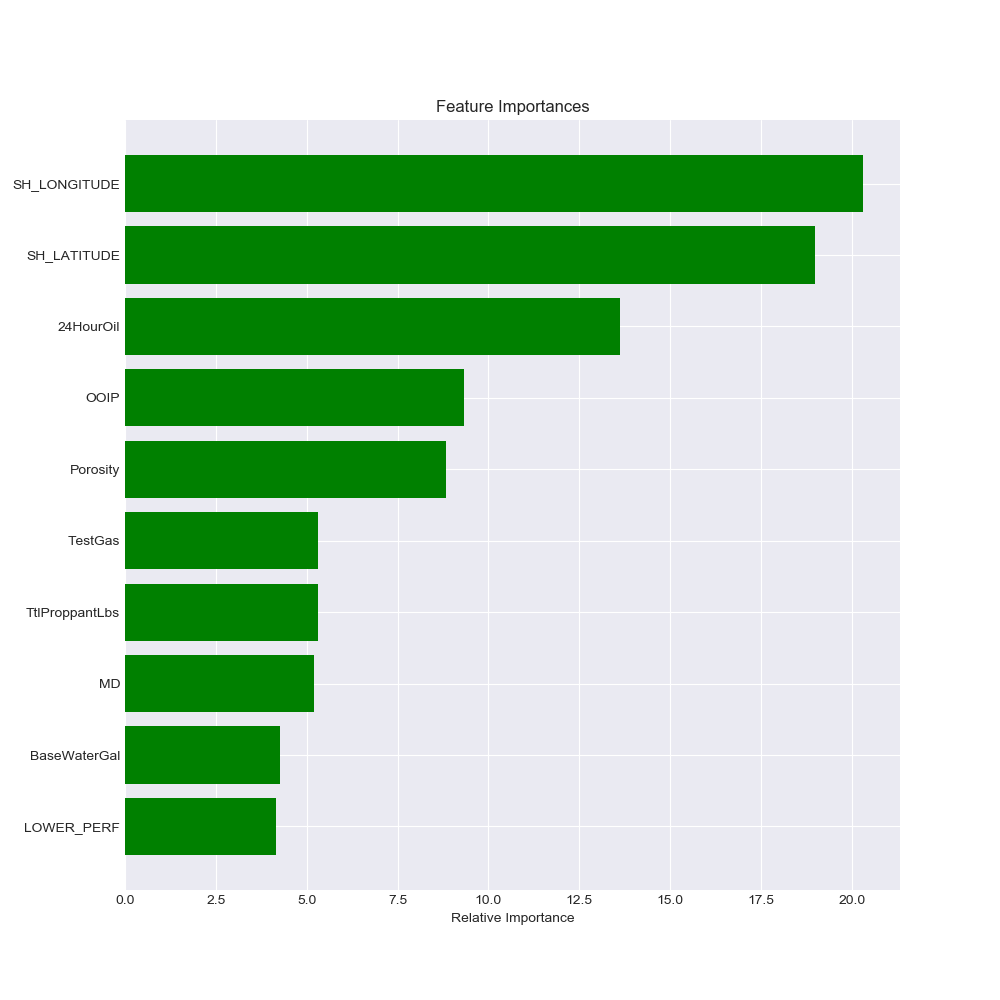 Feature Importances
SH_LONGITUDE
SH_LATITUDE
24HourOil
OOIP
Porosity
TestGas
TtlProppantLbs
MD
BaseWaterGal
LOWER_PERF
0.0 2.5 5.0 7.5 10.0 12.5 15.0 17.5 20.0
Relative Importance